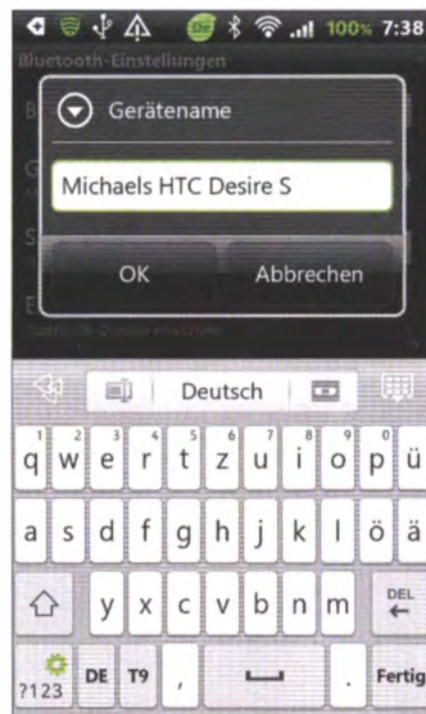 100% 7:38
Bluetooth-Einstellungen
Gerätename
Michaels HTC Desire S
OK Abbrechen
Deutsch
1 2 3 4 5 6 7 8 9 0
q w e r t z u i o p ü
a s d f g h j k l ö ä
y x c v b n m DEL
?123 DE T9 , . Fertig